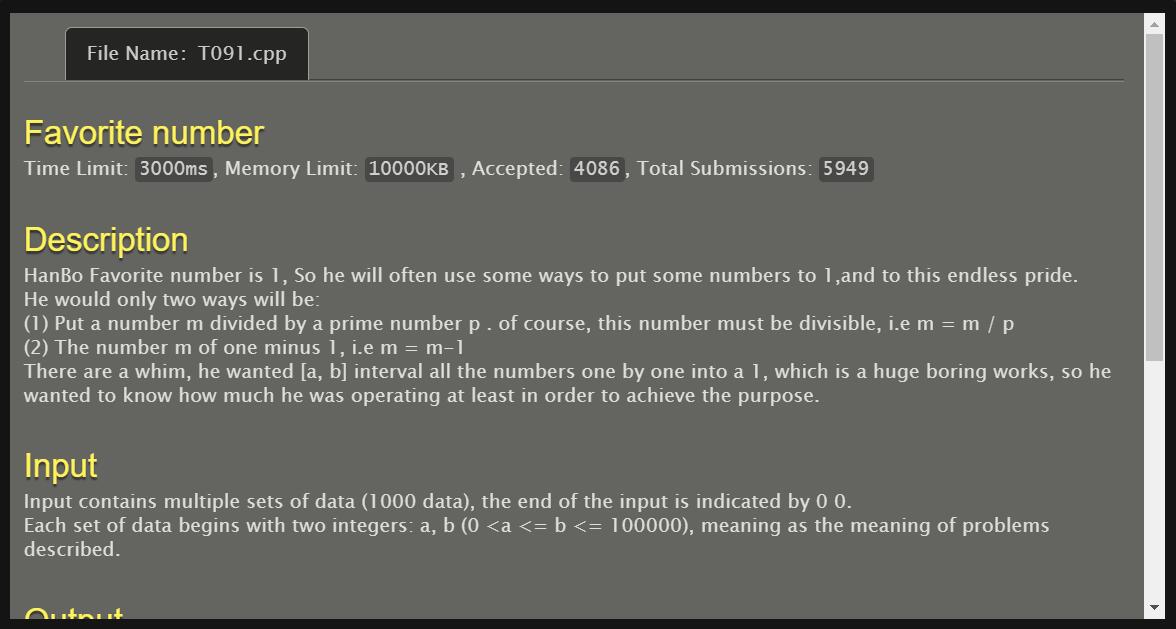 File Name: T091.cpp
Favorite number
Time Limit: 3000ms, Memory Limit: 10000KB , Accepted: 4086, Total Submissions: 5949
Description
HanBo Favorite number is 1, So he will often use some ways to put some numbers to 1,and to this endless pride.
He would only two ways will be:
(1) Put a number m divided by a prime number p . of course, this number must be divisible, i.e m = m / p
(2) The number m of one minus 1, i.e m = m-1
There are a whim, he wanted [a, b] interval all the numbers one by one into a 1, which is a huge boring works, so he
wanted to know how much he was operating at least in order to achieve the purpose.
Input
Input contains multiple sets of data (1000 data), the end of the input is indicated by 0 0.
Each set of data begins with two integers: a, b (0 <a <= b <= 100000), meaning as the meaning of problems
described.
Output